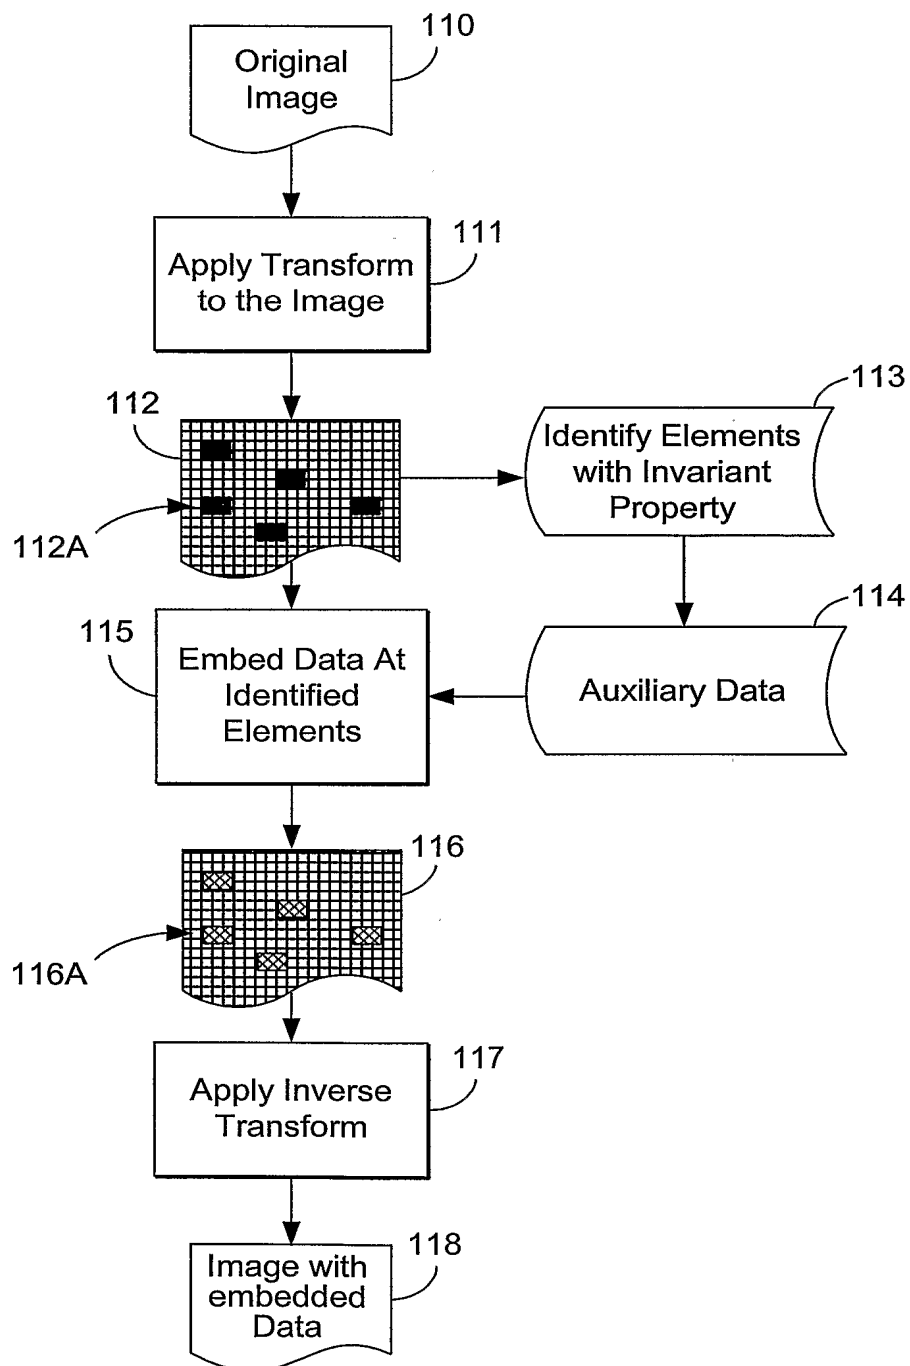 110
Original
Image
111
Apply Transform
to the Image
112
113
Identify Elements
with Invariant
Property
112A
114
115
Embed Data At
Identified
Elements
Auxiliary Data
116
116A
117
Apply Inverse
Transform
118
Image with
embedded
Data